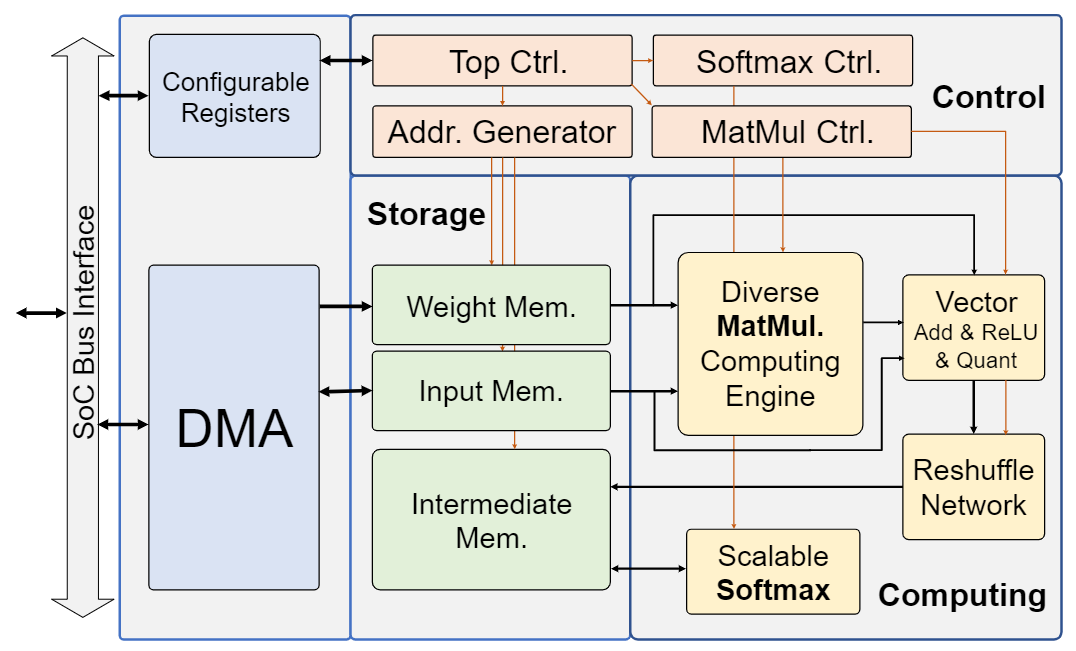 SoC Bus Interface
Configurable
Registers
DMA
Top Ctrl.
Softmax Ctrl.
Addr. Generator
MatMul Ctrl.
Control
Storage
Weight Mem.
Input Mem.
Intermediate
Mem.
Diverse
MatMul.
Computing
Engine
Vector
Add & ReLU
& Quant
Reshuffle
Network
Scalable
Softmax
Computing